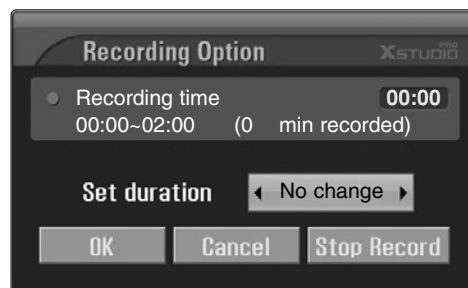 Recording Option XSTUDIO PRO
Recording time 00:00
00:00~02:00 (0 min recorded)
Set duration No change
OK Cancel Stop Record